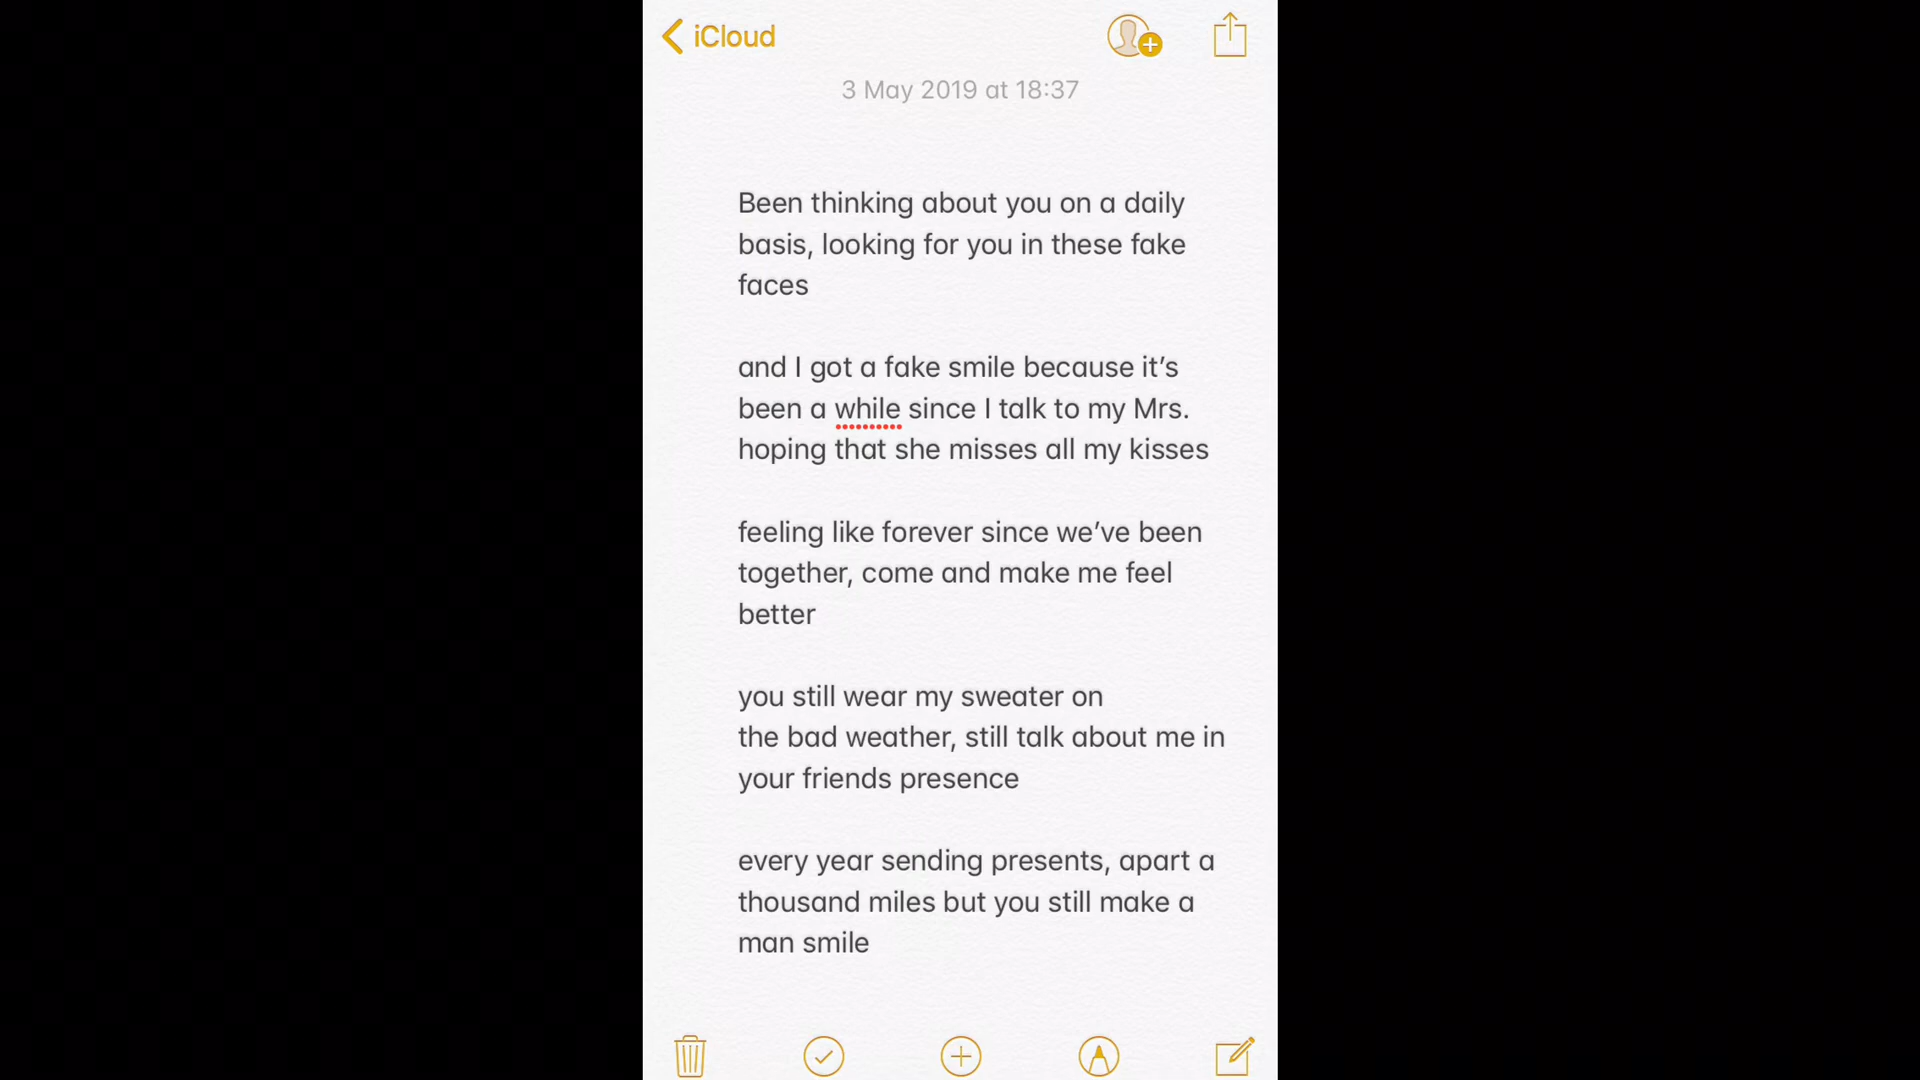 iCloud
3 May 2019 at 18:37
Been thinking about you on a daily
basis, looking for you in these fake
faces
and I got a fake smile because it’s
been a while since I talk to my Mrs.
hoping that she misses all my kisses
feeling like forever since we’ve been
together, come and make me feel
better
you still wear my sweater on
the bad weather, still talk about me in
your friends presence
every year sending presents, apart a
thousand miles but you still make a
man smile